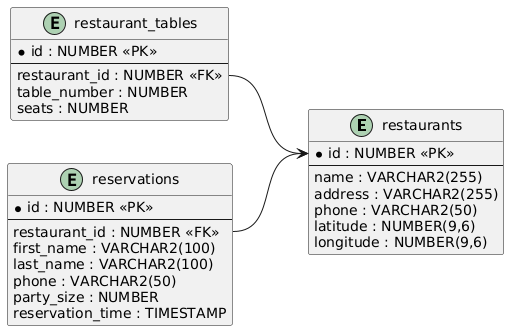 E restaurant_tables
* id : NUMBER «PK»
restaurant_id : NUMBER «FK»
table_number : NUMBER
seats : NUMBER
E reservations
* id : NUMBER «PK»
restaurant_id : NUMBER «FK»
first_name : VARCHAR2(100)
last_name : VARCHAR2(100)
phone : VARCHAR2(50)
party_size : NUMBER
reservation_time : TIMESTAMP
E restaurants
* id : NUMBER «PK»
name : VARCHAR2(255)
address : VARCHAR2(255)
phone : VARCHAR2(50)
latitude : NUMBER(9,6)
longitude : NUMBER(9,6)